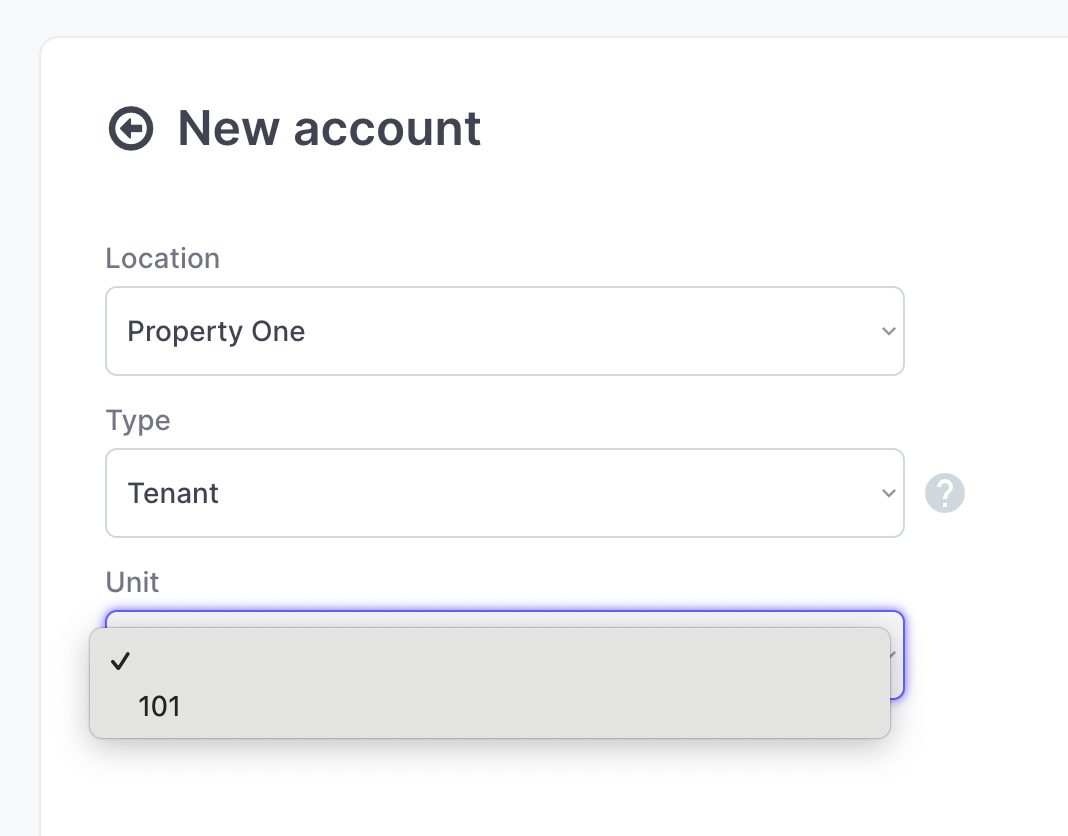 New account
Location
Property One
Type
Tenant
?
Unit
101